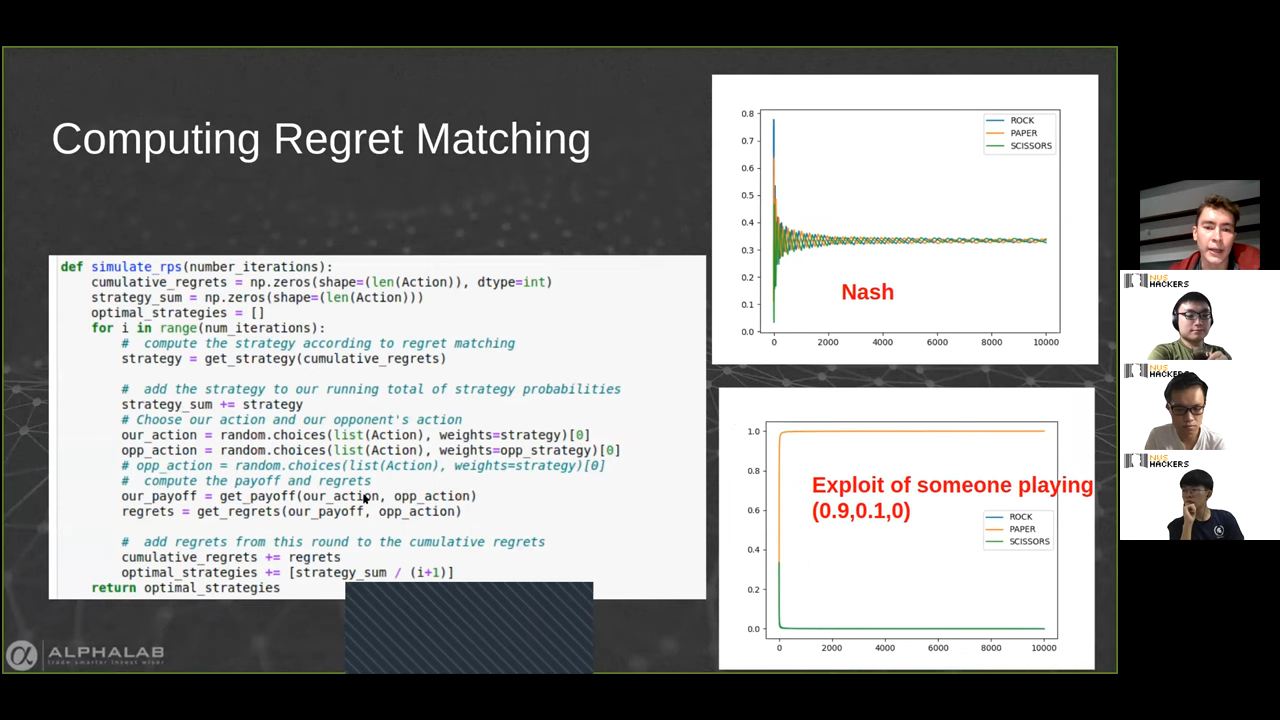 Computing Regret Matching
def simulate_rps(number_iterations):
    cumulative_regrets = np.zeros(shape=(len(Action)), dtype=int)
    strategy_sum = np.zeros(shape=(len(Action)))
    optimal_strategies = []
    for i in range(num_iterations):
        #  compute the strategy according to regret matching
        strategy = get_strategy(cumulative_regrets)
        #  add the strategy to our running total of strategy probabilities
        strategy_sum += strategy
        # Choose our action and our opponent's action
        our_action = random.choices(list(Action), weights=strategy)[0]
        opp_action = random.choices(list(Action), weights=opp_strategy)[0]
        # opp_action = random.choices(list(Action), weights=strategy)[0]
        #  compute the payoff and regrets
        our_payoff = get_payoff(our_action, opp_action)
        regrets = get_regrets(our_payoff, opp_action)
        #  add regrets from this round to the cumulative regrets
        cumulative_regrets += regrets
        optimal_strategies += [strategy_sum / (i+1)]
    return optimal_strategies
ALPHALAB
trade smarter invest wiser
0.8
0.7
0.6
0.5
0.4
0.3
0.2
0.1
0.0
0 2000 4000 6000 8000 10000
ROCK
PAPER
SCISSORS
Nash
1.0
0.8
0.6
0.4
0.2
0.0
0 2000 4000 6000 8000 10000
Exploit of someone playing
(0.9,0.1,0)
ROCK
PAPER
SCISSORS
NUS
HACKERS
NUS
HACKERS
NUS
HACKERS